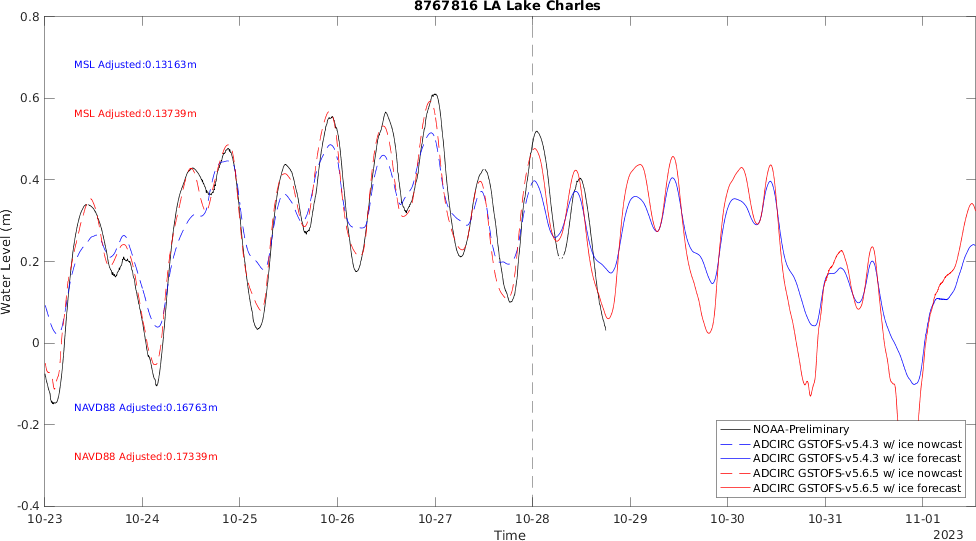 8767816 LA Lake Charles
0.8
0.6
0.4
0.2
0
-0.2
-0.4
Water Level (m)
MSL Adjusted:0.13163m
MSL Adjusted:0.13739m
NAVD88 Adjusted:0.16763m
NAVD88 Adjusted:0.17339m
NOAA-Preliminary
ADCIRC GSTOFS-v5.4.3 w/ ice nowcast
ADCIRC GSTOFS-v5.4.3 w/ ice forecast
ADCIRC GSTOFS-v5.6.5 w/ ice nowcast
ADCIRC GSTOFS-v5.6.5 w/ ice forecast
10-23 10-24 10-25 10-26 10-27 10-28 10-29 10-30 10-31 11-01
Time
2023